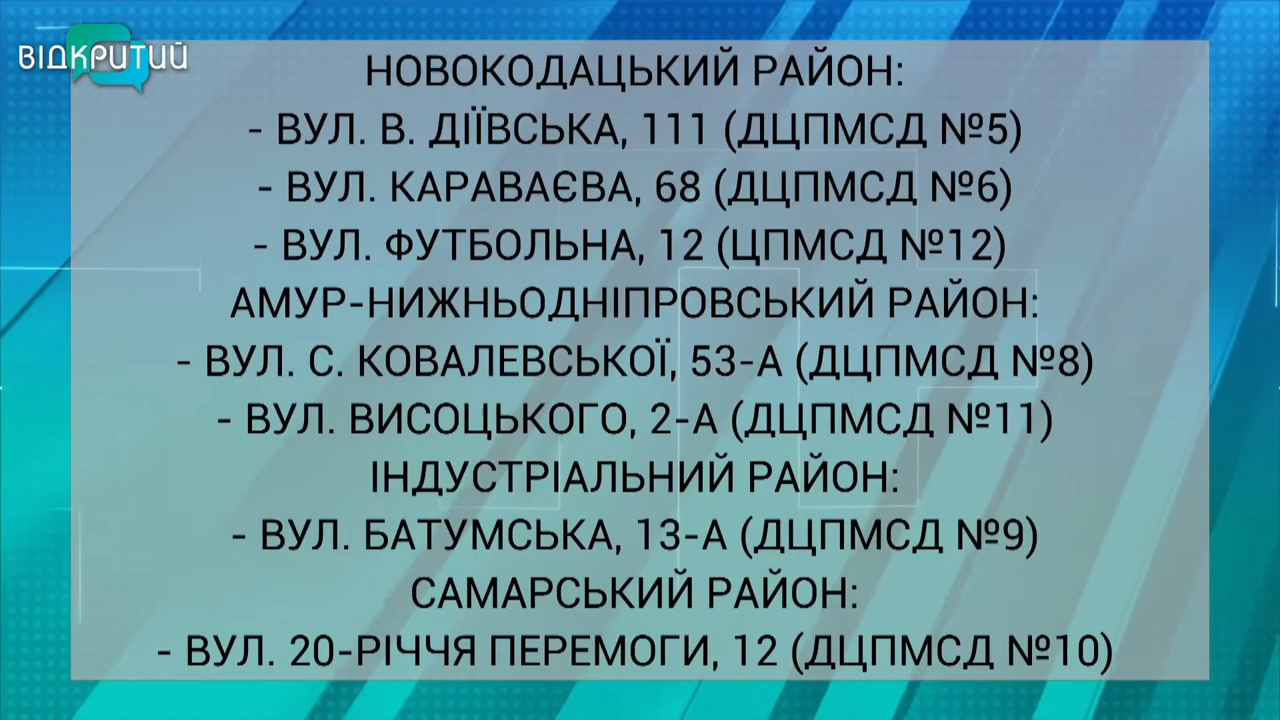 ВІДКРИТИЙ
НОВОКОДАЦЬКИЙ РАЙОН:
- ВУЛ. В. ДІЇВСЬКА, 111 (ДЦПМСД №5)
- ВУЛ. КАРАВАЄВА, 68 (ДЦПМСД №6)
- ВУЛ. ФУТБОЛЬНА, 12 (ЦПМСД №12)
АМУР-НИЖНЬОДНІПРОВСЬКИЙ РАЙОН:
- ВУЛ. С. КОВАЛЕВСЬКОЇ, 53-А (ДЦПМСД №8)
- ВУЛ. ВИСОЦЬКОГО, 2-А (ДЦПМСД №11)
ІНДУСТРІАЛЬНИЙ РАЙОН:
- ВУЛ. БАТУМСЬКА, 13-А (ДЦПМСД №9)
САМАРСЬКИЙ РАЙОН:
- ВУЛ. 20-РІЧЧЯ ПЕРЕМОГИ, 12 (ДЦПМСД №10)